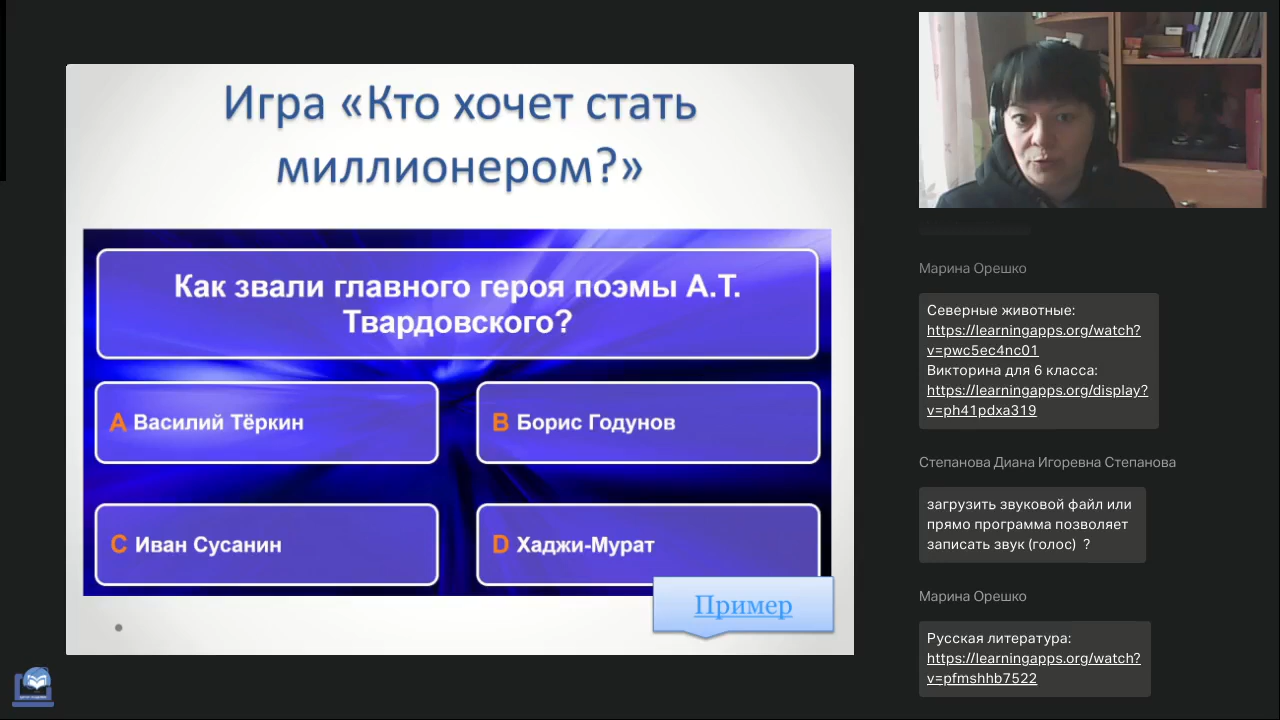 Игра «Кто хочет стать
миллионером?»
Как звали главного героя поэмы А.Т.
Твардовского?
A Василий Тёркин
B Борис Годунов
C Иван Сусанин
D Хаджи-Мурат
Пример
Марина Орешко
Северные животные:
https://learningapps.org/watch?
v=pwc5ec4nc01
Викторина для 6 класса:
https://learningapps.org/display?
v=ph41pdxa319
Степанова Диана Игоревна Степанова
загрузить звуковой файл или
прямо программа позволяет
записать звук (голос) ?
Марина Орешко
Русская литература:
https://learningapps.org/watch?
v=pfmshhb7522